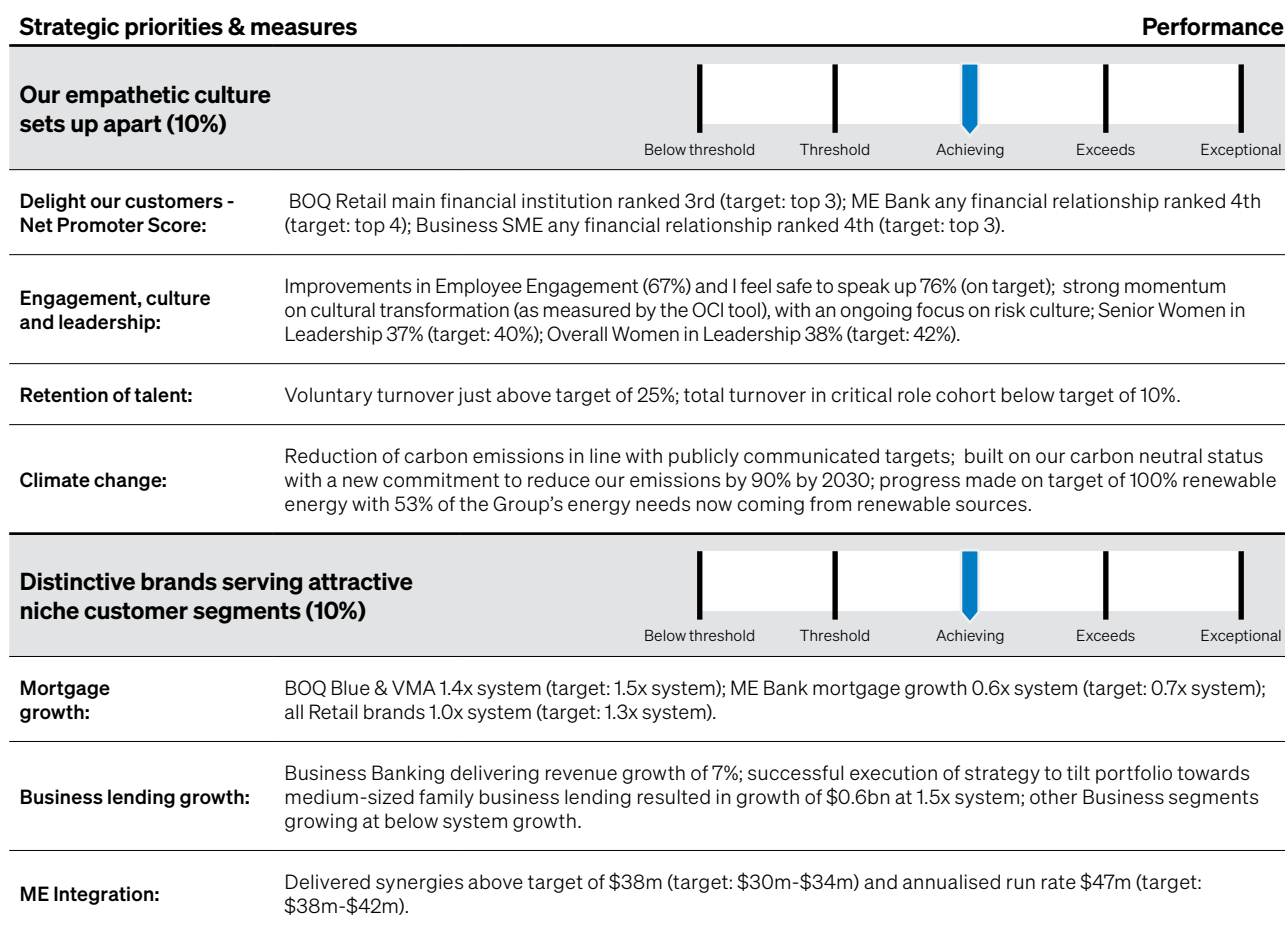 Strategic priorities & measures Performance
Our empathetic culture
sets up apart (10%)
Below threshold Threshold Achieving Exceeds Exceptional
Delight our customers -
Net Promoter Score:
BOQ Retail main financial institution ranked 3rd (target: top 3); ME Bank any financial relationship ranked 4th
(target: top 4); Business SME any financial relationship ranked 4th (target: top 3).
Engagement, culture
and leadership:
Improvements in Employee Engagement (67%) and I feel safe to speak up 76% (on target); strong momentum
on cultural transformation (as measured by the OCI tool), with an ongoing focus on risk culture; Senior Women in
Leadership 37% (target: 40%); Overall Women in Leadership 38% (target: 42%).
Retention of talent:
Voluntary turnover just above target of 25%; total turnover in critical role cohort below target of 10%.
Climate change:
Reduction of carbon emissions in line with publicly communicated targets; built on our carbon neutral status
with a new commitment to reduce our emissions by 90% by 2030; progress made on target of 100% renewable
energy with 53% of the Group's energy needs now coming from renewable sources.
Distinctive brands serving attractive
niche customer segments (10%)
Below threshold Threshold Achieving Exceeds Exceptional
Mortgage
growth:
BOQ Blue & VMA 1.4x system (target: 1.5x system); ME Bank mortgage growth 0.6x system (target: 0.7x system);
all Retail brands 1.0x system (target: 1.3x system).
Business lending growth:
Business Banking delivering revenue growth of 7%; successful execution of strategy to tilt portfolio towards
medium-sized family business lending resulted in growth of $0.6bn at 1.5x system; other Business segments
growing at below system growth.
ME Integration:
Delivered synergies above target of $38m (target: $30m-$34m) and annualised run rate $47m (target:
$38m-$42m).